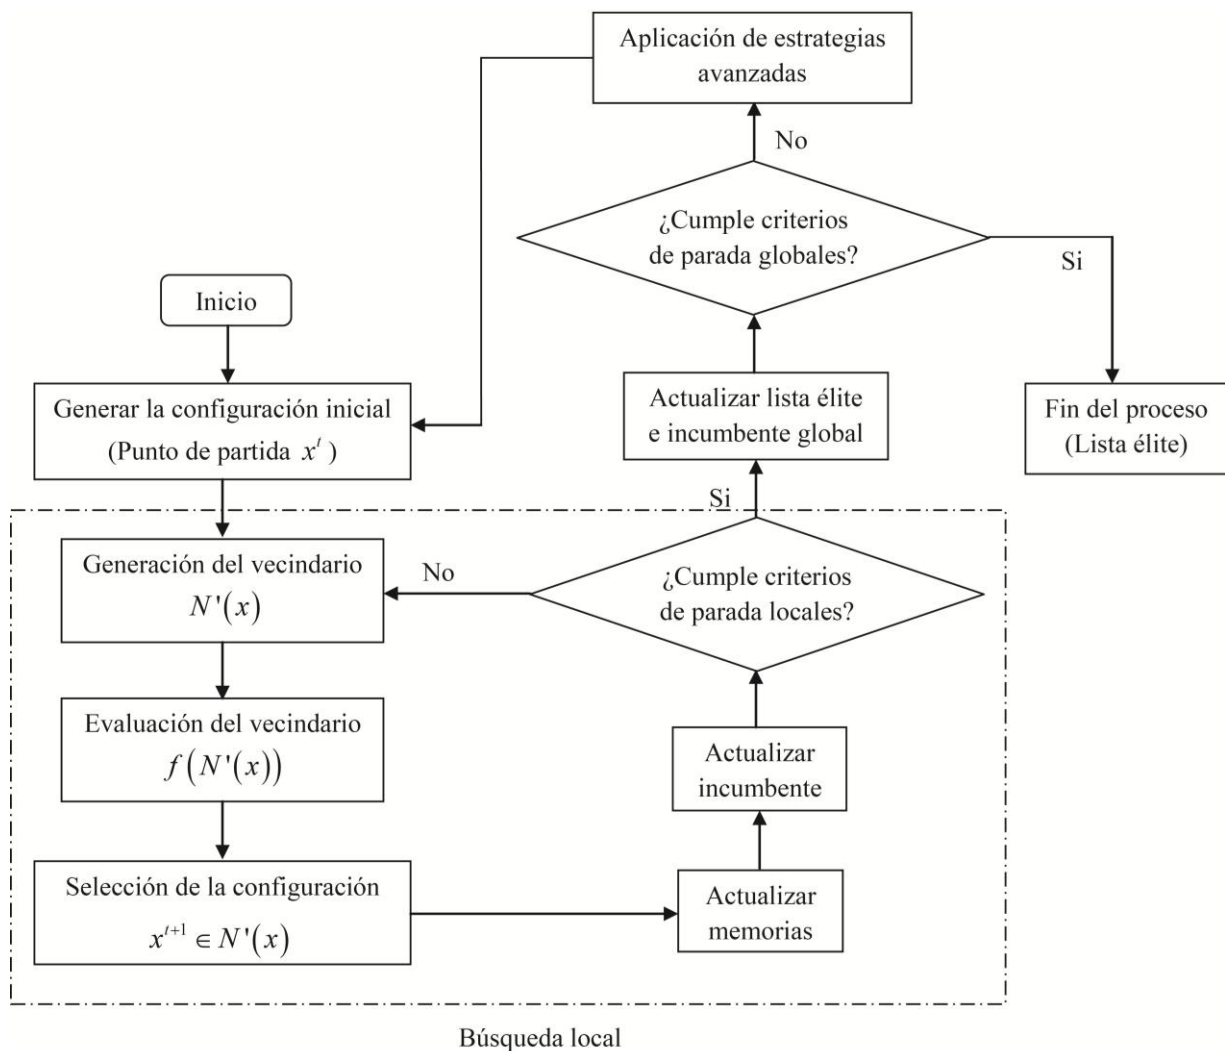 Aplicación de estrategias
avanzadas
No
¿Cumple criterios
de parada globales?
Si
Inicio
Generar la configuración inicial
(Punto de partida x^t )
Actualizar lista élite
e incumbente global
Fin del proceso
(Lista élite)
Si
Generación del vecindario
N'(x)
No
¿Cumple criterios
de parada locales?
Evaluación del vecindario
f(N'(x))
Actualizar
incumbente
Selección de la configuración
x^{t+1} ∈ N'(x)
Actualizar
memorias
Búsqueda local